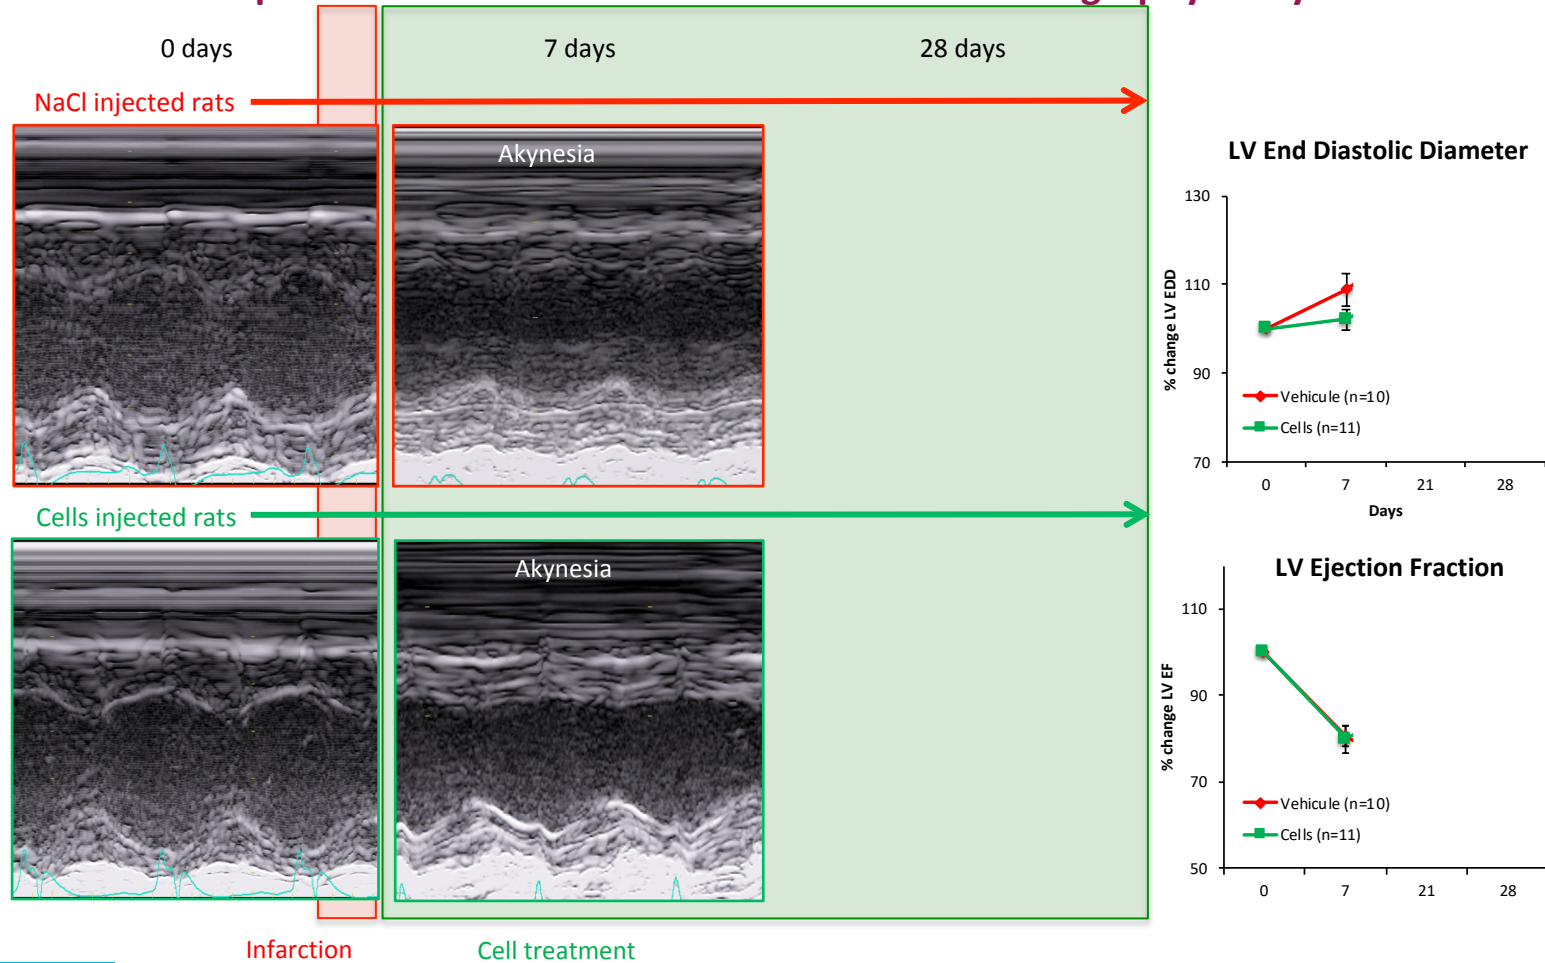 0 days
7 days
28 days
NaCl injected rats
Akynesia
Cells injected rats
Akynesia
Infarction
Cell treatment
LV End Diastolic Diameter
% change LV EDD
130
110
90
70
Vehicule (n=10)
Cells (n=11)
0
7
21
28
Days
LV Ejection Fraction
% change LV EF
110
90
70
50
Vehicule (n=10)
Cells (n=11)
0
7
21
28